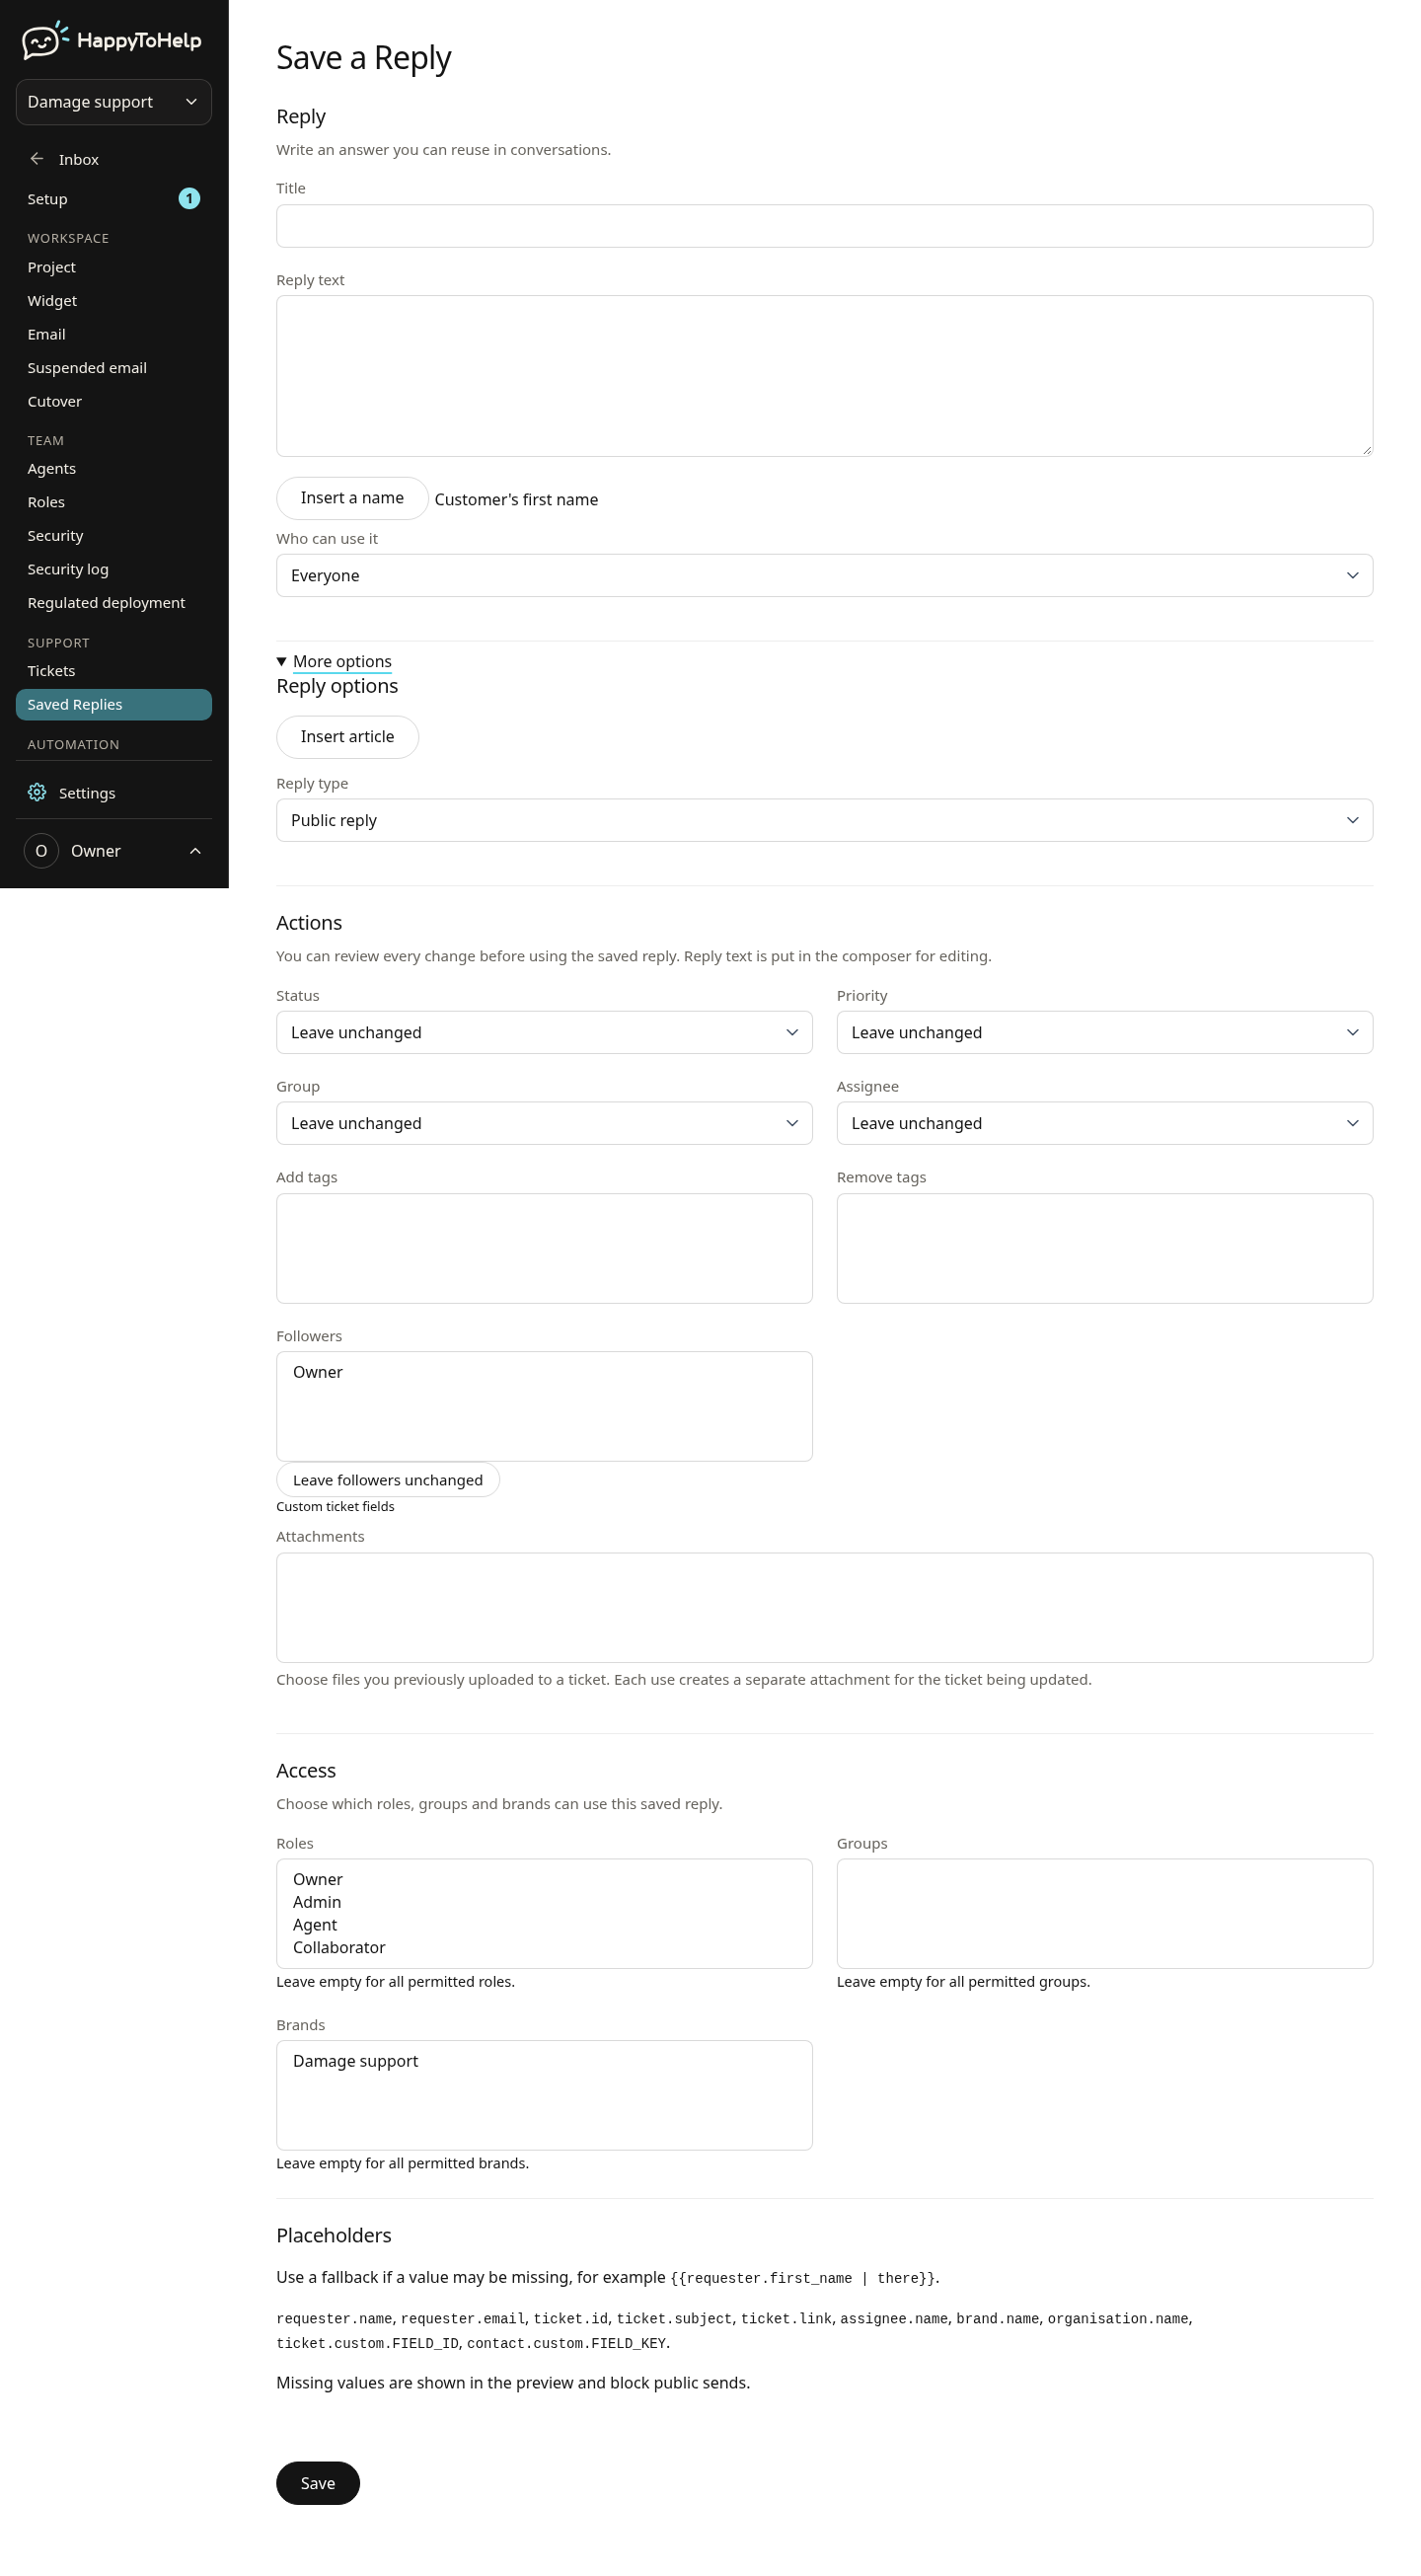 HappyToHelp
Damage support
Inbox
Setup 1
WORKSPACE
Project
Widget
Email
Suspended email
Cutover
TEAM
Agents
Roles
Security
Security log
Regulated deployment
SUPPORT
Tickets
Saved Replies
AUTOMATION
Settings
O Owner
Save a Reply
Reply
Write an answer you can reuse in conversations.
Title
Reply text
Insert a name Customer's first name
Who can use it
Everyone
More options
Reply options
Insert article
Reply type
Public reply
Actions
You can review every change before using the saved reply. Reply text is put in the composer for editing.
Status Priority
Leave unchanged Leave unchanged
Group Assignee
Leave unchanged Leave unchanged
Add tags Remove tags
Followers
Owner
Leave followers unchanged
Custom ticket fields
Attachments
Choose files you previously uploaded to a ticket. Each use creates a separate attachment for the ticket being updated.
Access
Choose which roles, groups and brands can use this saved reply.
Roles Groups
Owner
Admin
Agent
Collaborator
Leave empty for all permitted roles. Leave empty for all permitted groups.
Brands
Damage support
Leave empty for all permitted brands.
Placeholders
Use a fallback if a value may be missing, for example {{requester.first_name | there}}.
requester.name, requester.email, ticket.id, ticket.subject, ticket.link, assignee.name, brand.name, organisation.name,
ticket.custom.FIELD_ID, contact.custom.FIELD_KEY.
Missing values are shown in the preview and block public sends.
Save